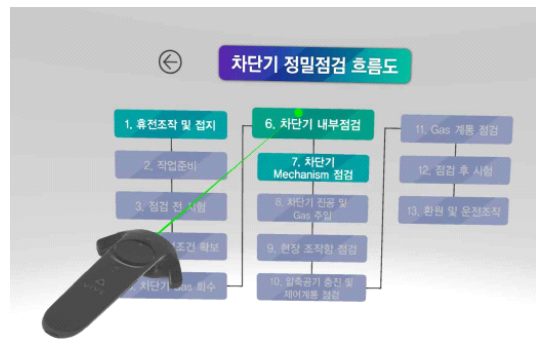 차단기 정밀점검 흐름도
1. 휴전조작 및 접지
2. 작업준비
3. 점검 전 시험
확보
차단기 Gas 회수
6. 차단기 내부점검
7. 차단기
Mechanism 점검
8. 차단기 진공 및
Gas 주입
9. 현장 조작함 점검
10. 압축공기 출진 및
제어계통 점검
11. Gas 계통 점검
12. 점검 후 시험
13. 환원 및 운전조작